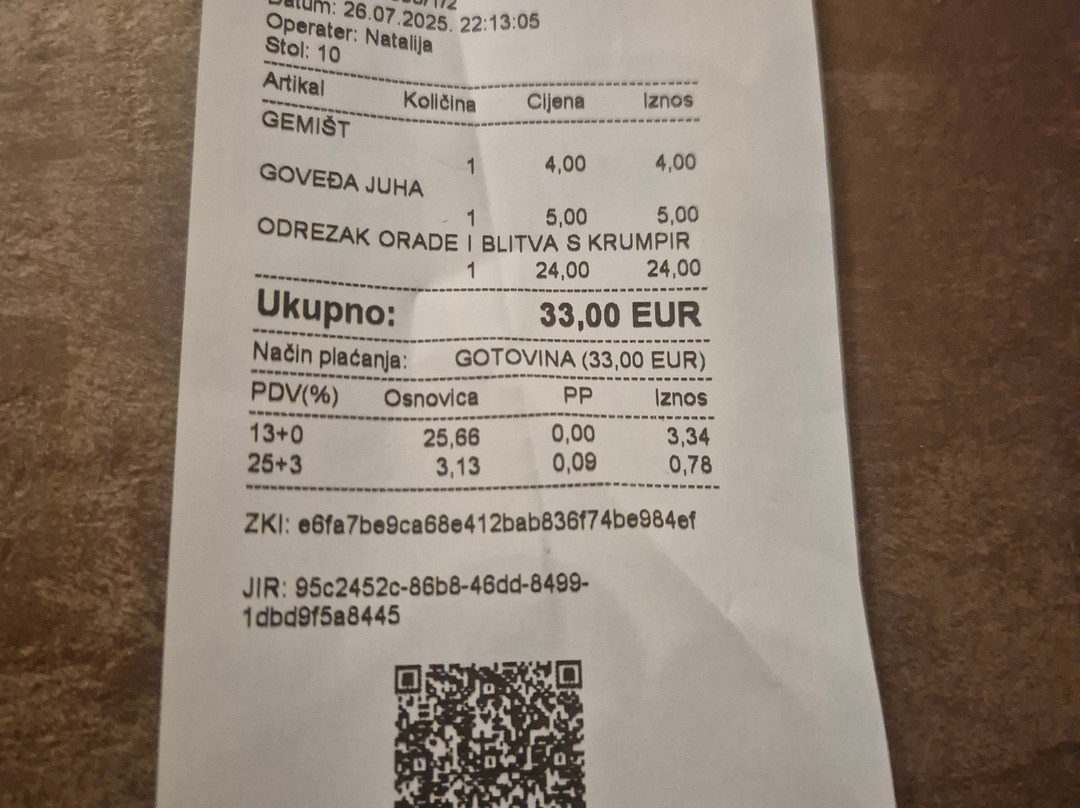 Datum: 26.07.2025. 22:13:05
Operater: Natalija
Stol: 10
Artikal Količina Cijena Iznos
GEMIŠT
1 4,00 4,00
GOVEĐA JUHA
1 5,00 5,00
ODREZAK ORADE I BLITVA S KRUMPIR
1 24,00 24,00
Ukupno: 33,00 EUR
Način plaćanja: GOTOVINA (33,00 EUR)
PDV(%) Osnovica PP Iznos
13+0 25,66 0,00 3,34
25+3 3,13 0,09 0,78
ZKI: e6fa7be9ca68e412bab836f74be984ef
JIR: 95c2452c-86b8-46dd-8499-
1dbd9f5a8445